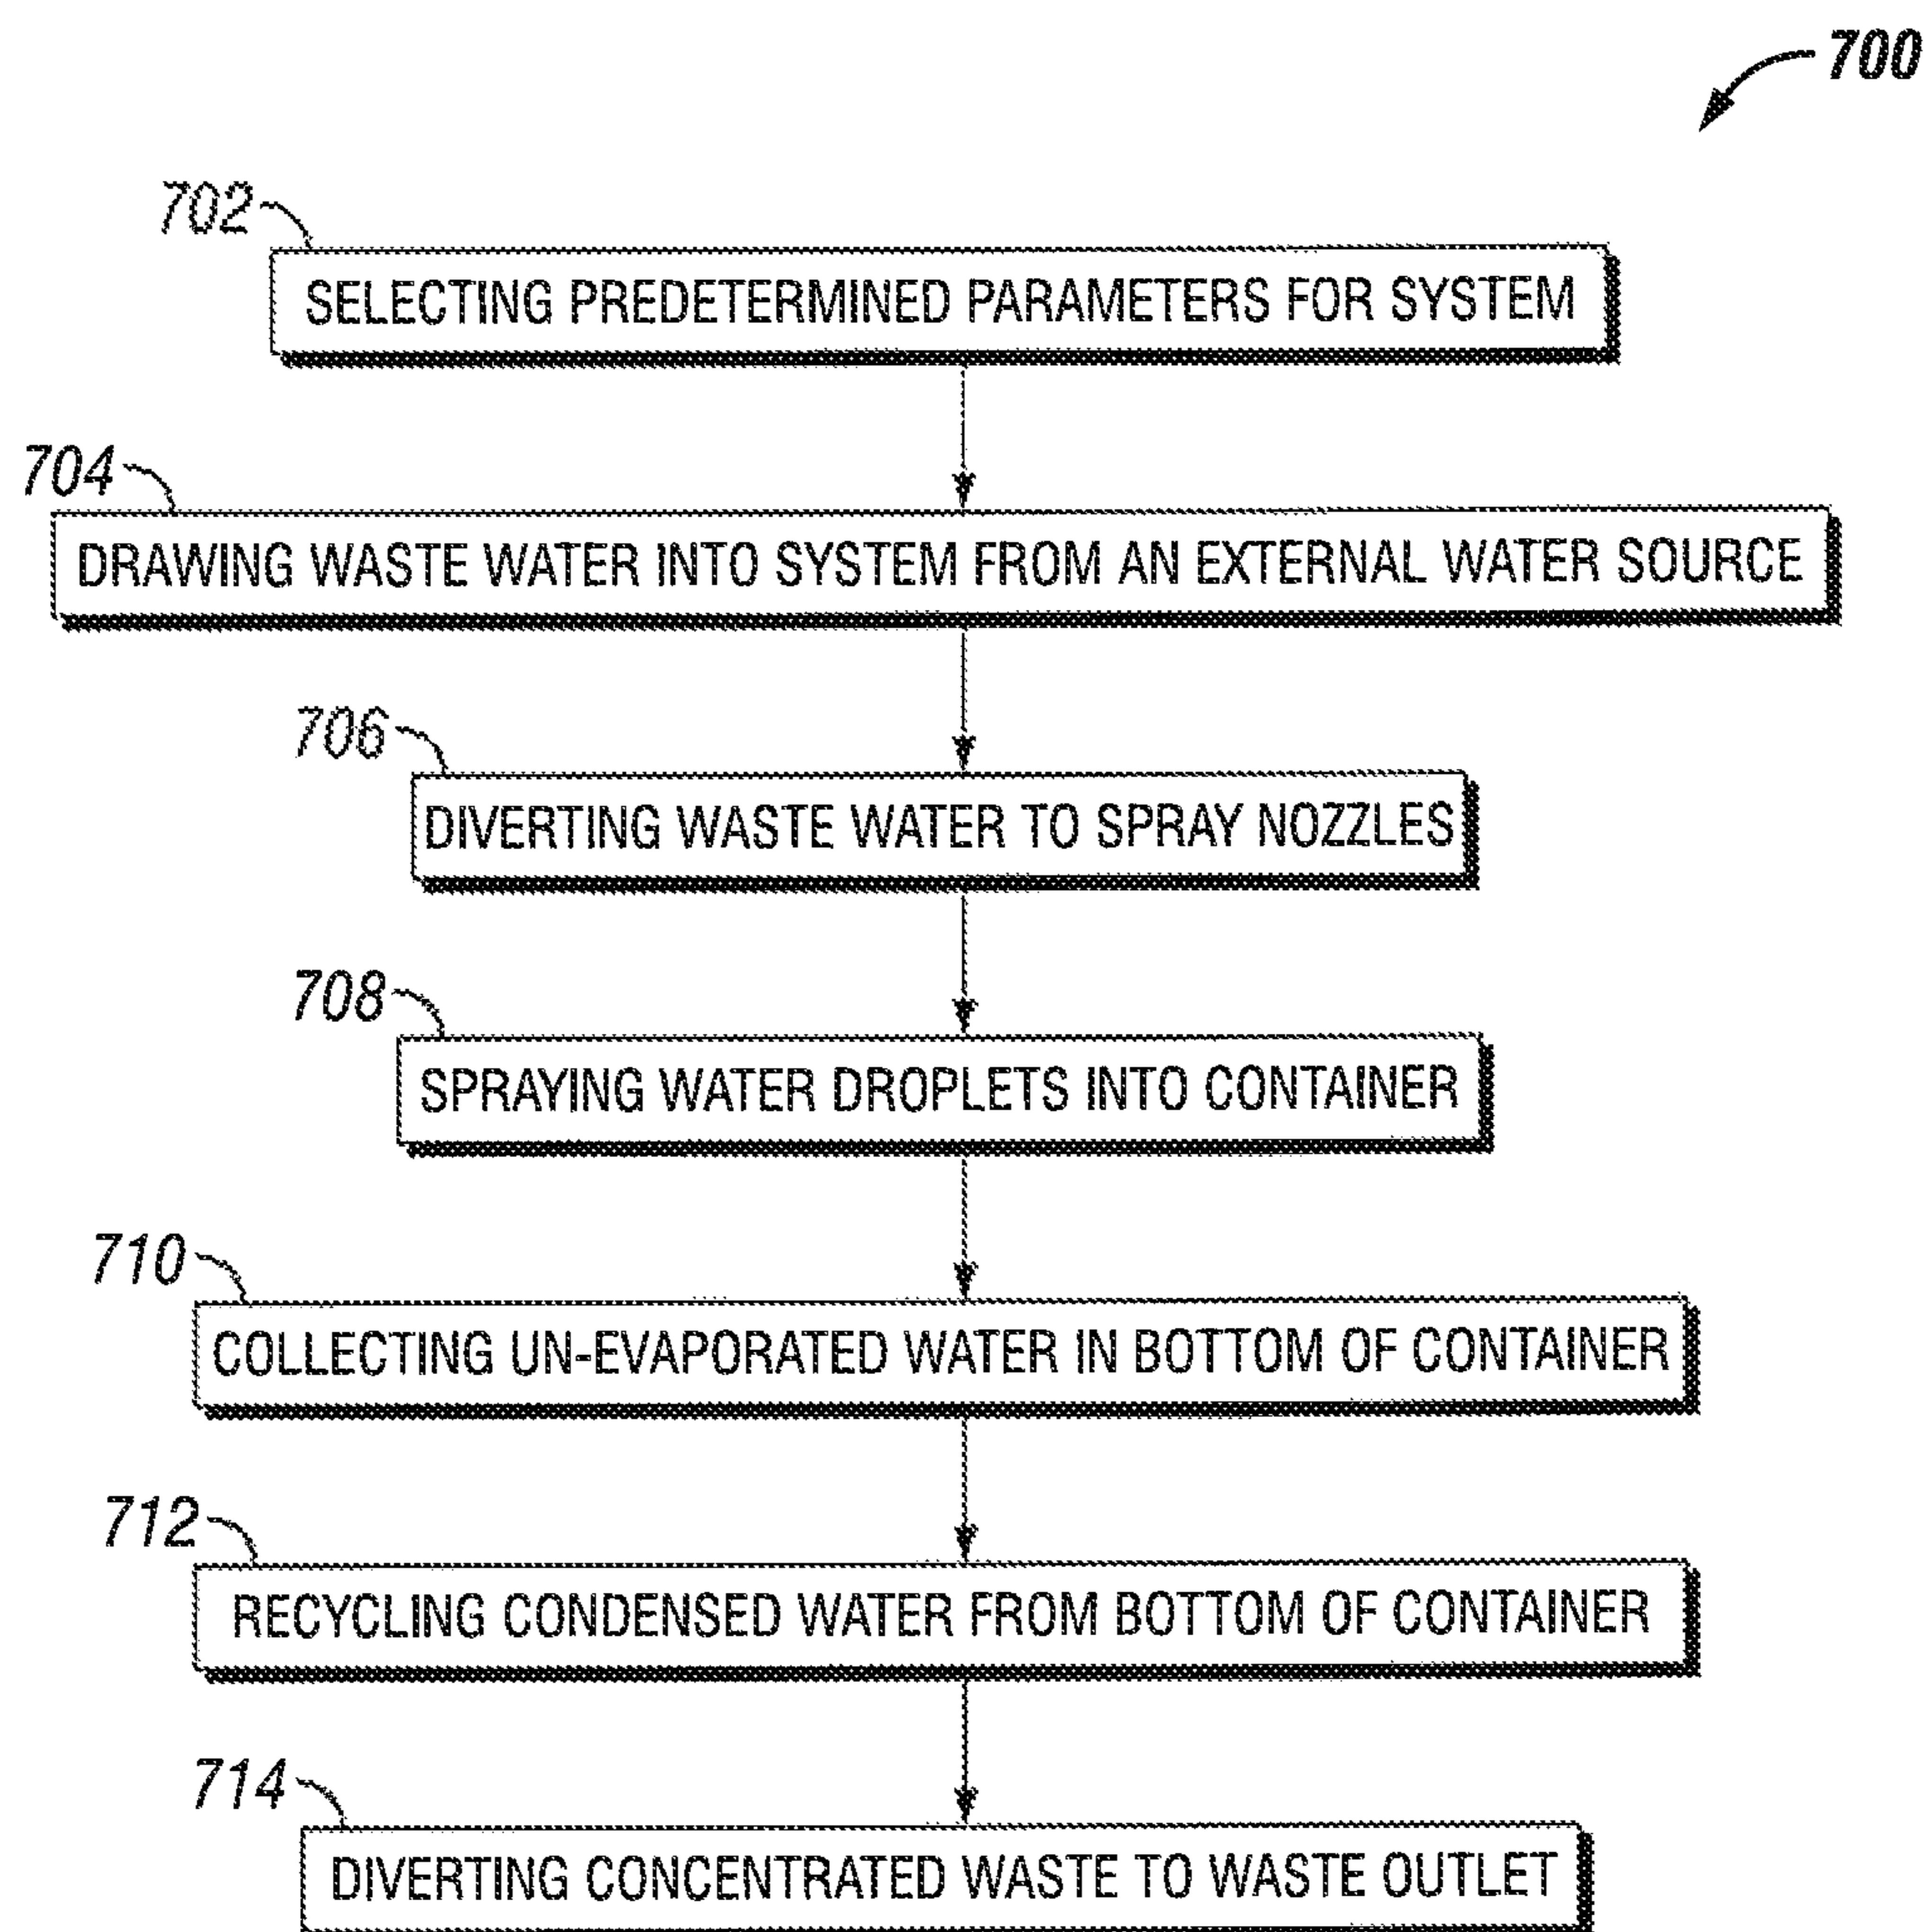 700
702
SELECTING PREDETERMINED PARAMETERS FOR SYSTEM
704
DRAWING WASTE WATER INTO SYSTEM FROM AN EXTERNAL WATER SOURCE
706
DIVERTING WASTE WATER TO SPRAY NOZZLES
708
SPRAYING WATER DROPLETS INTO CONTAINER
710
COLLECTING UN-EVAPORATED WATER IN BOTTOM OF CONTAINER
712
RECYCLING CONDENSED WATER FROM BOTTOM OF CONTAINER
714
DIVERTING CONCENTRATED WASTE TO WASTE OUTLET